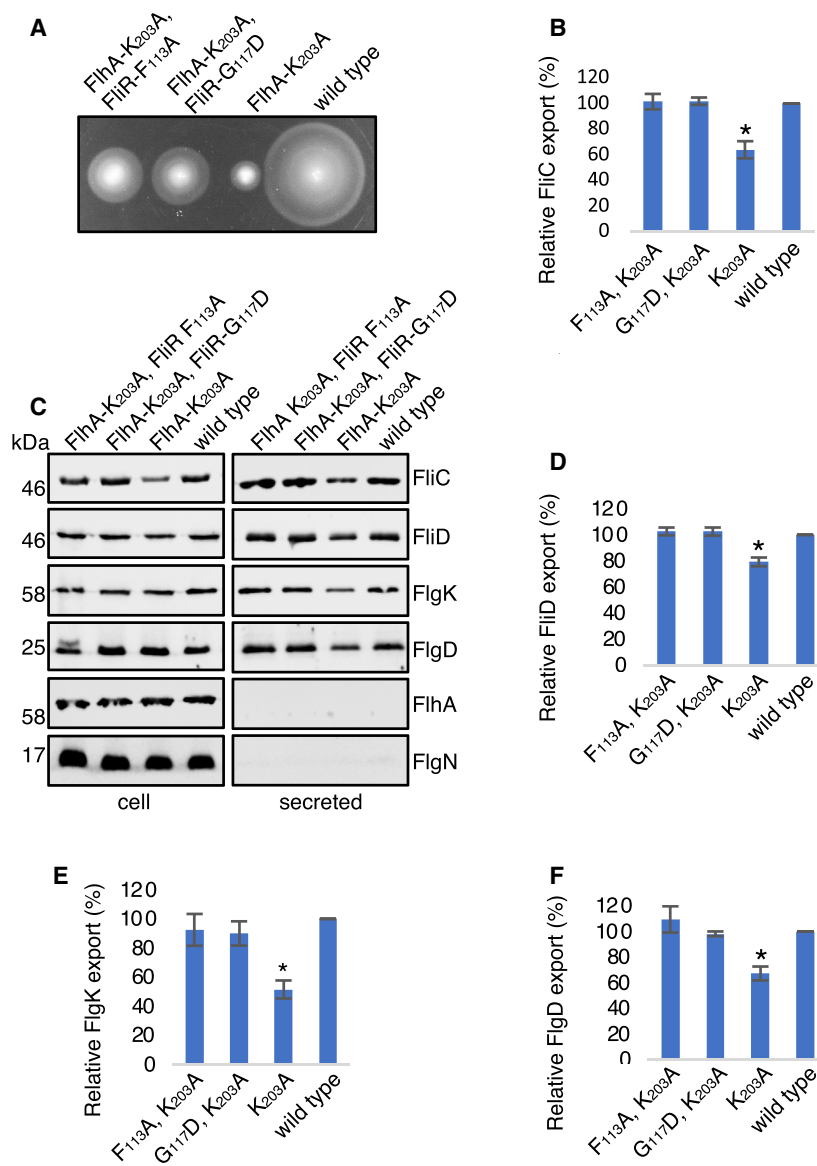 A
FlhA-K203A,
FliR-F113A
FlhA-K203A,
FliR-G117D
FlhA-K203A
wild type
B
Relative FliC export (%)
120
100
80
60
40
20
0
*
F113A, K203A
G117D, K203A
K203A
wild type
C
kDa
FlhA-K203A, FliR F113A
FlhA-K203A, FliR-G117D
FlhA-K203A
wild type
FlhA K203A, FliR F113A
FlhA-K203A, FliR-G117D
FlhA-K203A
wild type
46 FliC
46 FliD
58 FlgK
25 FlgD
58 FlhA
17 FlgN
cell secreted
D
Relative FliD export (%)
120
100
80
60
40
20
0
*
F113A, K203A
G117D, K203A
K203A
wild type
E
Relative FlgK export (%)
120
100
80
60
40
20
0
*
F113A, K203A
G117D, K203A
K203A
wild type
F
Relative FlgD export (%)
120
100
80
60
40
20
0
*
F113A, K203A
G117D, K203A
K203A
wild type